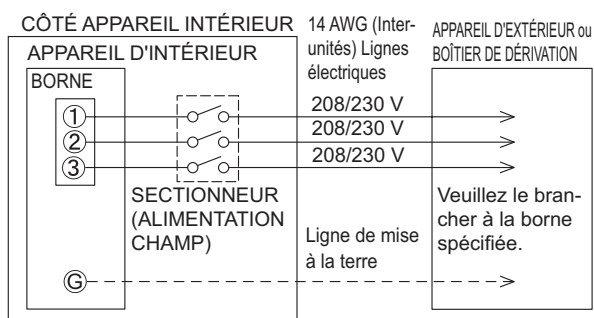 CÔTÉ APPAREIL INTÉRIEUR
APPAREIL D'INTÉRIEUR
BORNE
1
2
3
G
SECTIONNEUR
(ALIMENTATION
CHAMP)
14 AWG (Inter-
unités) Lignes
électriques
208/230 V
208/230 V
208/230 V
Ligne de mise
à la terre
APPAREIL D'EXTÉRIEUR ou
BOÎTIER DE DÉRIVATION
Veuillez le bran-
cher à la borne
spécifiée.